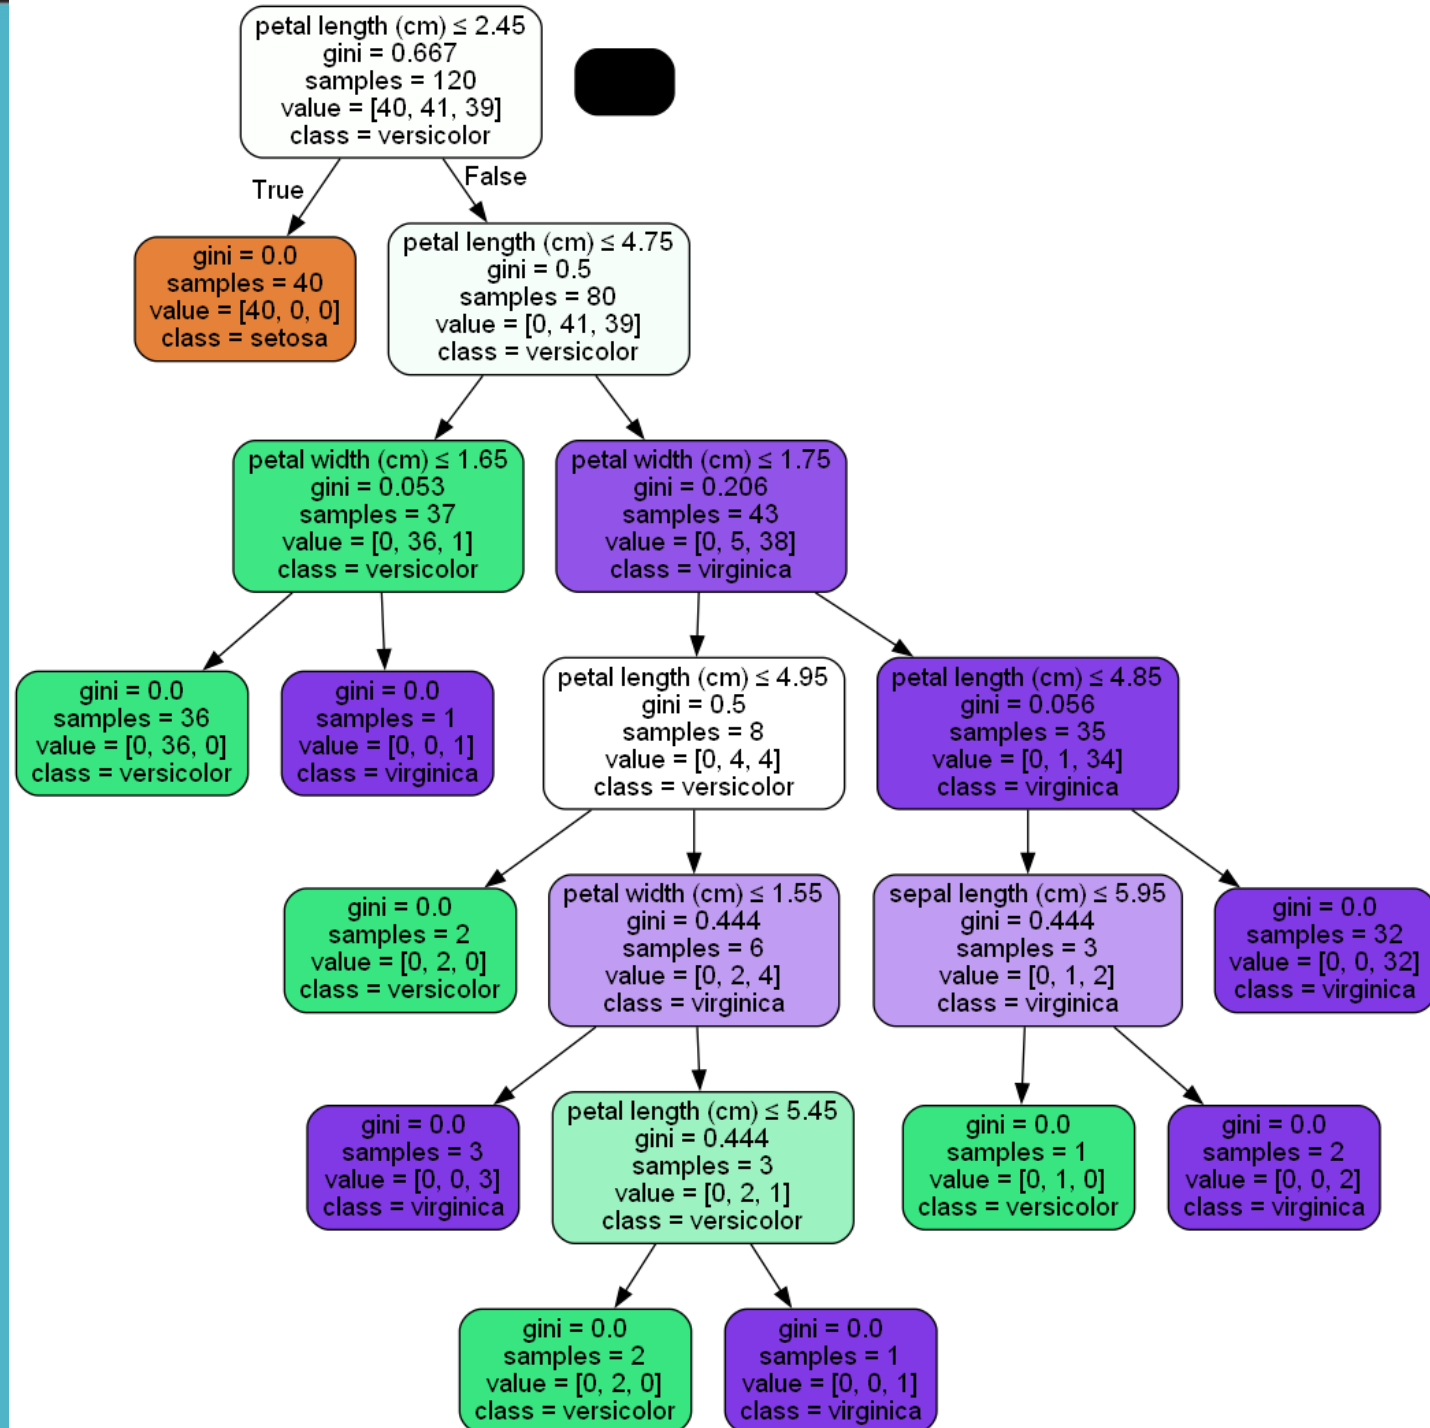 petal length (cm) ≤ 2.45
gini = 0.667
samples = 120
value = [40, 41, 39]
class = versicolor
True
False
gini = 0.0
samples = 40
value = [40, 0, 0]
class = setosa
petal length (cm) ≤ 4.75
gini = 0.5
samples = 80
value = [0, 41, 39]
class = versicolor
petal width (cm) ≤ 1.65
gini = 0.053
samples = 37
value = [0, 36, 1]
class = versicolor
petal width (cm) ≤ 1.75
gini = 0.206
samples = 43
value = [0, 5, 38]
class = virginica
gini = 0.0
samples = 36
value = [0, 36, 0]
class = versicolor
gini = 0.0
samples = 1
value = [0, 0, 1]
class = virginica
petal length (cm) ≤ 4.95
gini = 0.5
samples = 8
value = [0, 4, 4]
class = versicolor
petal length (cm) ≤ 4.85
gini = 0.056
samples = 35
value = [0, 1, 34]
class = virginica
gini = 0.0
samples = 2
value = [0, 2, 0]
class = versicolor
petal width (cm) ≤ 1.55
gini = 0.444
samples = 6
value = [0, 2, 4]
class = virginica
sepal length (cm) ≤ 5.95
gini = 0.444
samples = 3
value = [0, 1, 2]
class = virginica
gini = 0.0
samples = 32
value = [0, 0, 32]
class = virginica
gini = 0.0
samples = 3
value = [0, 0, 3]
class = virginica
petal length (cm) ≤ 5.45
gini = 0.444
samples = 3
value = [0, 2, 1]
class = versicolor
gini = 0.0
samples = 1
value = [0, 1, 0]
class = versicolor
gini = 0.0
samples = 2
value = [0, 0, 2]
class = virginica
gini = 0.0
samples = 2
value = [0, 2, 0]
class = versicolor
gini = 0.0
samples = 1
value = [0, 0, 1]
class = virginica